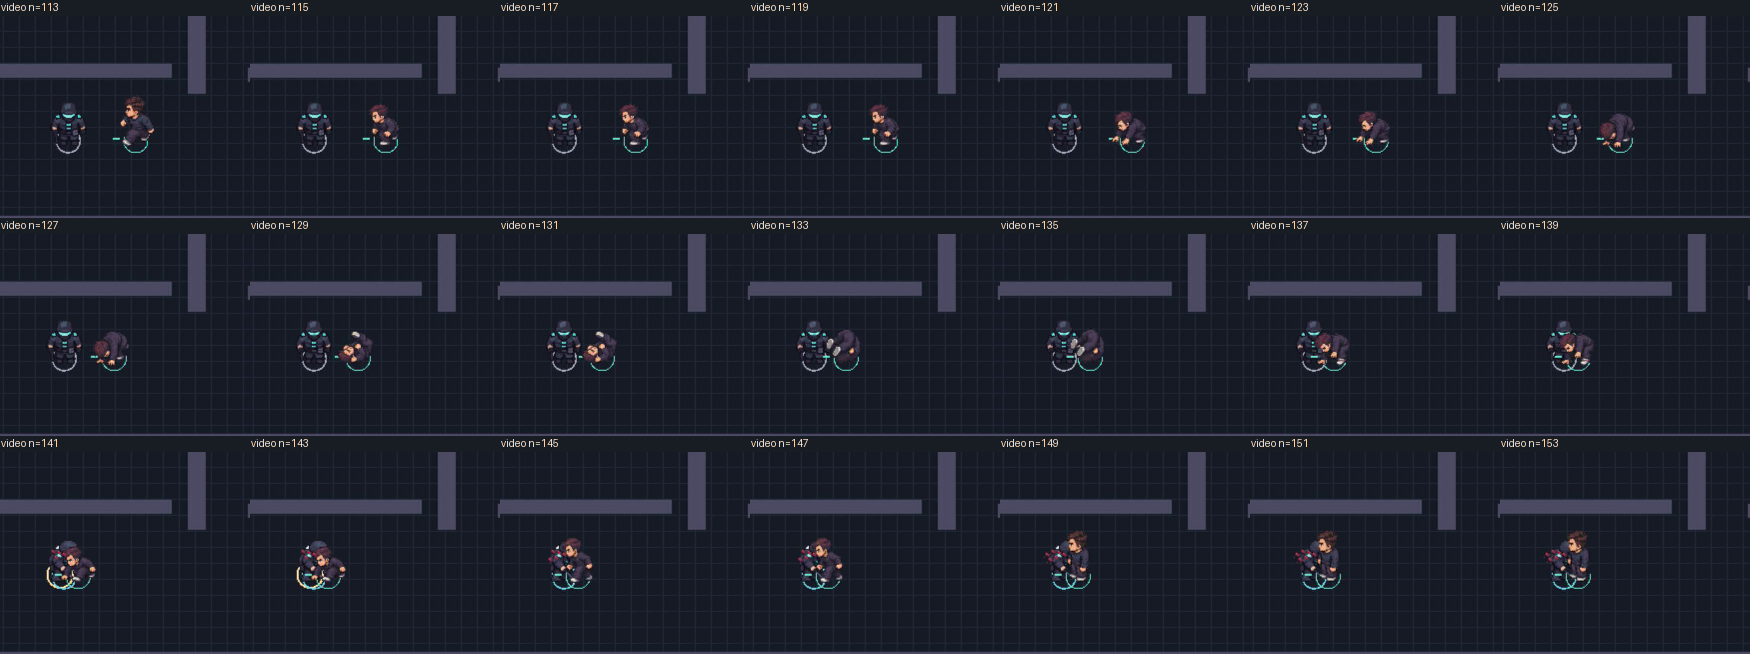 video n=113
video n=115
video n=117
video n=119
video n=121
video n=123
video n=125
video n=127
video n=129
video n=131
video n=133
video n=135
video n=137
video n=139
video n=141
video n=143
video n=145
video n=147
video n=149
video n=151
video n=153